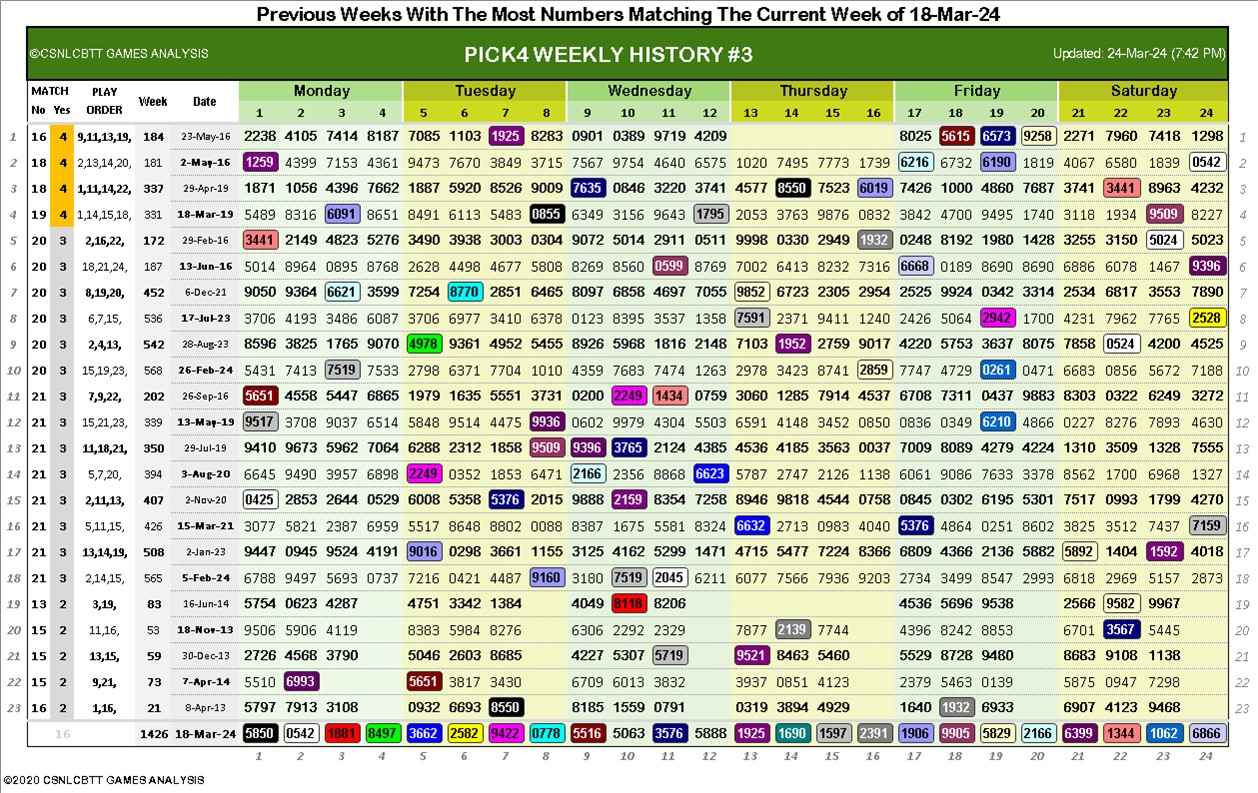 Previous Weeks With The Most Numbers Matching The Current Week of 18-Mar-24
©CSNLCBTT GAMES ANALYSIS PICK4 WEEKLY HISTORY #3 Updated: 24-Mar-24 (7:42 PM)
MATCH PLAY Week Date Monday Tuesday Wednesday Thursday Friday Saturday
No Yes ORDER 1 2 3 4 5 6 7 8 9 10 11 12 13 14 15 16 17 18 19 20 21 22 23 24
1 16 4 9,11,13,19, 184 23-May-16 2238 4105 7414 8187 7085 1103 1925 8283 0901 0389 9719 4209 8025 5615 6573 9258 2271 7960 7418 1298 1
2 18 4 2,13,14,20, 181 2-May-16 1259 4399 7153 4361 9473 7670 3849 3715 7567 9754 4640 6575 1020 7495 7773 1739 6216 6732 6190 1819 4067 6580 1839 0542 2
3 18 4 1,11,14,22, 337 29-Apr-19 1871 1056 4396 7662 1887 5920 8526 9009 7635 0846 3220 3741 4577 8550 7523 6019 7426 1000 4860 7687 3741 3441 8963 4232 3
4 19 4 1,14,15,18, 331 18-Mar-19 5489 8316 6091 8651 8491 6113 5483 0855 6349 3156 9643 1795 2053 3763 9876 0832 3842 4700 9495 1740 3118 1934 9509 8227 4
5 20 3 2,16,22, 172 29-Feb-16 3441 2149 4823 5276 3490 3938 3003 0304 9072 5014 2911 0511 9998 0330 2949 1932 0248 8192 1980 1428 3255 3150 5024 5023 5
6 20 3 18,21,24, 187 13-Jun-16 5014 8964 0895 8768 2628 4498 4677 5808 8269 8560 0599 8769 7002 6413 8232 7316 6668 0189 8690 8690 6886 6078 1467 9396 6
7 20 3 8,19,20, 452 6-Dec-21 9050 9364 6621 3599 7254 8770 2851 6465 8097 6858 4697 7055 9852 6723 2305 2954 2525 9924 0342 3314 2534 6817 3553 7890 7
8 20 3 6,7,15, 536 17-Jul-23 3706 4193 3486 6087 3706 6977 3410 6378 0123 8395 3537 1358 7591 2371 9411 1240 2426 5064 2942 1700 4231 7962 7765 2528 8
9 20 3 2,4,13, 542 28-Aug-23 8596 3825 1765 9070 4978 9361 4952 5455 8926 5968 1816 2148 7103 1952 2759 9017 4220 5753 3637 8075 7858 0524 4200 4525 9
10 20 3 15,19,23, 568 26-Feb-24 5431 7413 7519 7533 2798 6371 7704 1010 4359 7683 7474 1263 2978 3423 8741 2859 7747 4729 0261 0471 6683 0856 5672 7188 10
11 21 3 7,9,22, 202 26-Sep-16 5651 4558 5447 6865 1979 1635 5551 3731 0200 2249 1434 0759 3060 1285 7914 4537 6708 7311 0437 9883 8303 0322 6249 3272 11
12 21 3 15,21,23, 339 13-May-19 9517 3708 9037 6514 5848 9514 4475 9936 0602 9979 4304 5503 6591 4148 3452 0850 0836 0349 6210 4866 0227 8276 7893 4630 12
13 21 3 11,18,21, 350 29-Jul-19 9410 9673 5962 7064 6288 2312 1858 9509 9396 3765 2124 4385 4536 4185 3563 0037 7009 8089 4279 4224 1310 3509 1328 7555 13
14 21 3 5,7,20, 394 3-Aug-20 6645 9490 3957 6898 2249 0352 1853 6471 2166 2356 8868 6623 5787 2747 2126 1138 6061 9086 7633 3378 8562 1700 6968 1327 14
15 21 3 2,11,13, 407 2-Nov-20 0425 2853 2644 0529 6008 5358 5376 2015 9888 2159 8354 7258 8946 9818 4544 0758 0845 0302 6195 5301 7517 0993 1799 4270 15
16 21 3 5,11,15, 426 15-Mar-21 3077 5821 2387 6959 5517 8648 8802 0088 8387 1675 5581 8324 6632 2713 0983 4040 5376 4864 0251 8602 3825 3512 7437 7159 16
17 21 3 13,14,19, 508 2-Jan-23 9447 0945 9524 4191 9016 0298 3661 1155 3125 4162 5299 1471 5415 5477 7224 8366 6809 4366 2136 5882 5892 1404 1592 4018 17
18 21 3 2,14,15, 565 5-Feb-24 6788 9497 5693 0737 7216 0421 4487 9160 3180 7519 2045 6211 6077 7566 7936 9203 2734 3499 8547 2993 6818 2969 5157 2873 18
19 13 2 3,19, 83 16-Jun-14 5754 0623 4287 4751 3342 1384 4049 8118 8206 4536 5696 9538 2566 9582 9967 19
20 15 2 11,16, 53 18-Nov-13 9506 5906 4119 8383 5984 8276 6306 2292 2329 7877 2139 7744 4396 8242 8853 6701 3567 5445 20
21 15 2 13,15, 59 30-Dec-13 2726 4568 3790 5046 2603 8685 4227 5307 5719 9521 8463 5460 5529 8728 9480 8683 9108 1138 21
22 15 2 9,21, 73 7-Apr-14 5510 6993 5651 3817 3430 6709 6013 3832 3937 0851 4123 2379 5463 0139 5875 0947 7298 22
23 16 2 1,16, 21 8-Apr-13 5797 7913 3108 0932 6693 8550 8185 1559 0791 0319 3894 4929 1640 1932 6933 6907 4123 9468 23
16 1426 18-Mar-24 5850 0542 1881 8497 3662 2582 9422 0778 5516 5063 3576 5888 1925 1690 1597 2391 1906 9905 5829 2166 6399 1344 1062 6866
1 2 3 4 5 6 7 8 9 10 11 12 13 14 15 16 17 18 19 20 21 22 23 24
©2020 CSNLCBTT GAMES ANALYSIS